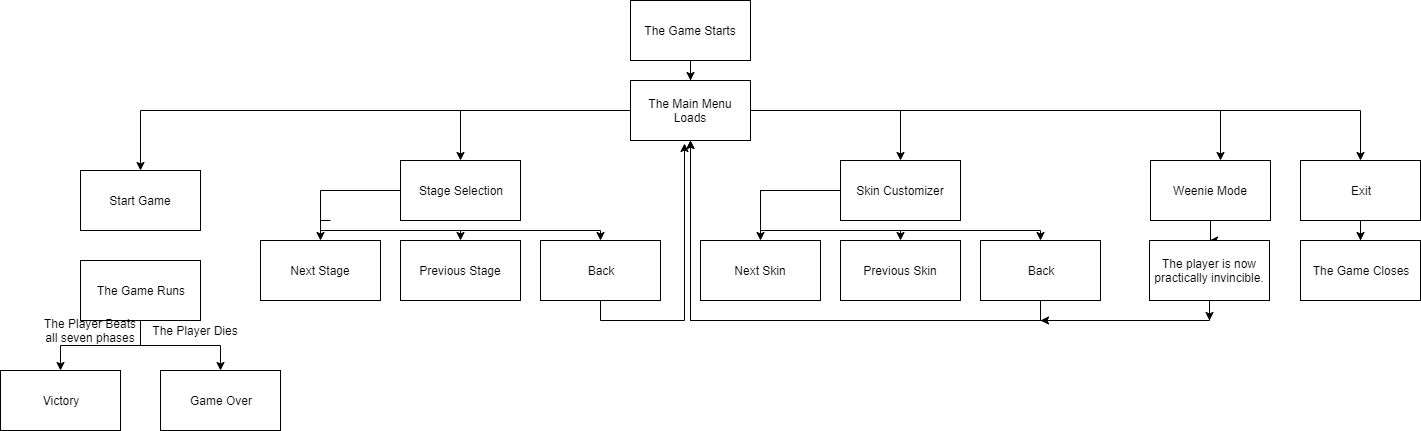 The Game Starts
The Main Menu
Loads
Start Game
Stage Selection
Skin Customizer
Weenie Mode
Exit
Next Stage
Previous Stage
Back
Next Skin
Previous Skin
Back
The player is now
practically invincible.
The Game Closes
The Game Runs
The Player Beats
all seven phases
The Player Dies
Victory
Game Over